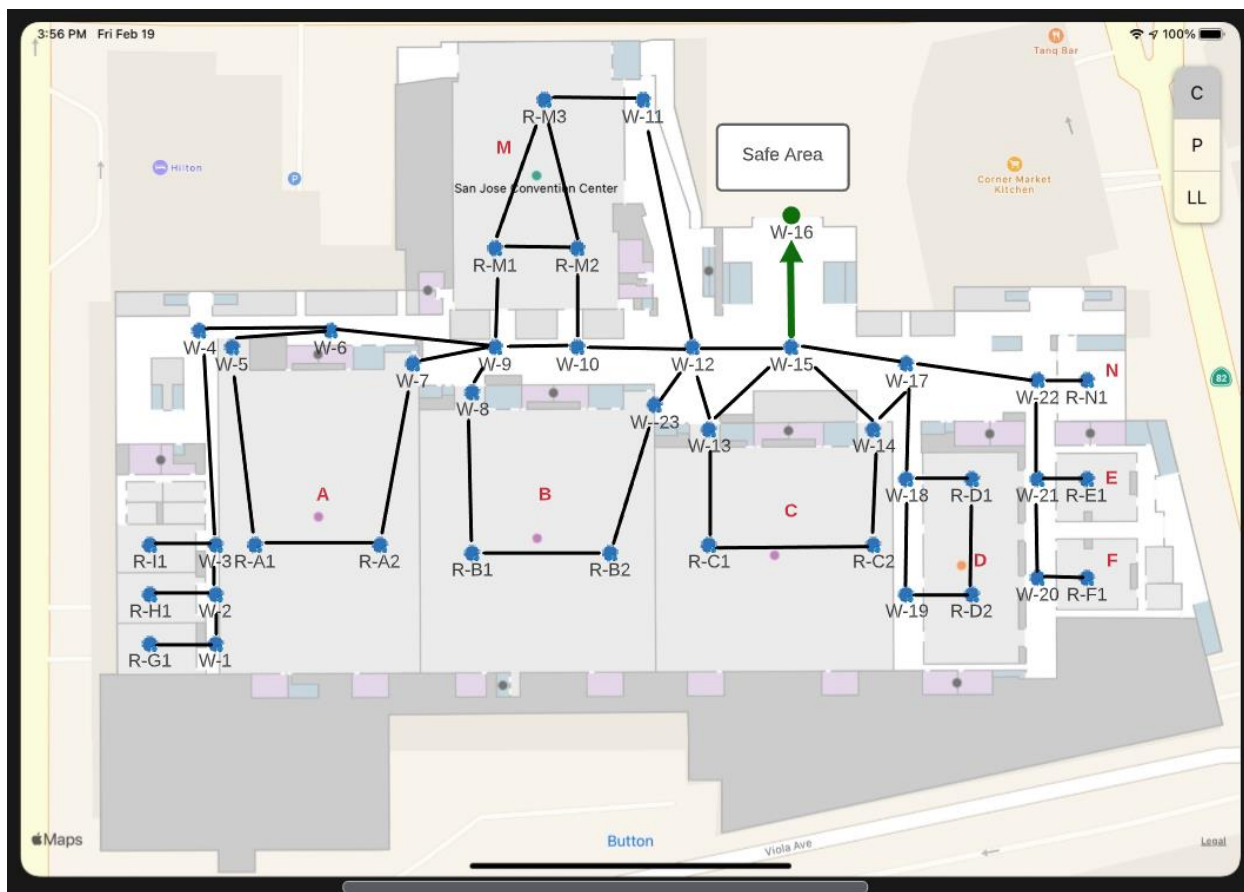 3:56 PM Fri Feb 19
100%
Tanq Bar
C
P
LL
R-M3
W-11
M
Safe Area
Hilton
P
San Jose Convention Center
Corner Market
Kitchen
W-16
R-M1
R-M2
W-4
W-5
W-6
W-7
W-9
W-10
W-12
W-15
W-17
W-22
R-N1
N
82
W-8
W--23
W-13
W-14
A
B
C
W-18
R-D1
W-21
R-E1
E
R-I1
W-3
R-A1
R-A2
R-B1
R-B2
R-C1
R-C2
D
F
R-H1
W-2
W-19
R-D2
W-20
R-F1
R-G1
W-1
Maps
Button
Viola Ave
Legal